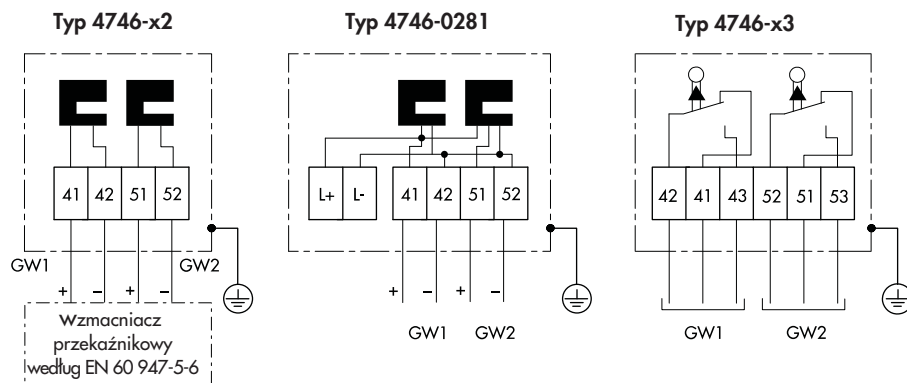 Typ 4746-x2
Typ 4746-0281
Typ 4746-x3
41 42 51 52
L+ L- 41 42 51 52
42 41 43 52 51 53
GW1 GW2
+ − + −
+ − + −
GW1 GW2
GW1 GW2
Wzmacniacz
przekaźnikowy
według EN 60 947-5-6